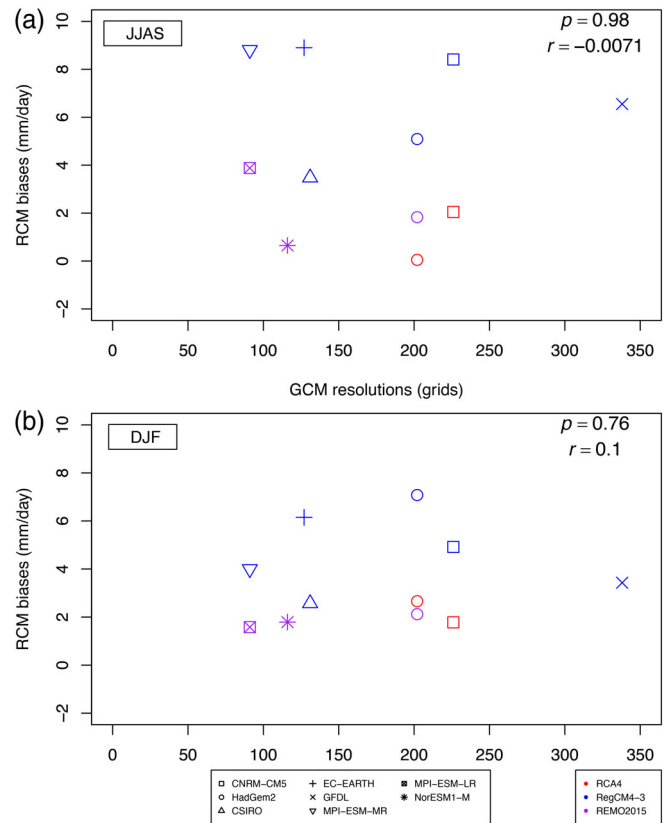 (a)
JJAS
p = 0.98
r = −0.0071
10
8
6
4
2
0
−2
RCM biases (mm/day)
0 50 100 150 200 250 300 350
GCM resolutions (grids)
(b)
DJF
p = 0.76
r = 0.1
10
8
6
4
2
0
−2
RCM biases (mm/day)
0 50 100 150 200 250 300 350
CNRM−CM5 EC−EARTH MPI−ESM−LR
HadGem2 GFDL NorESM1−M
CSIRO MPI−ESM−MR
RCA4
RegCM4−3
REMO2015